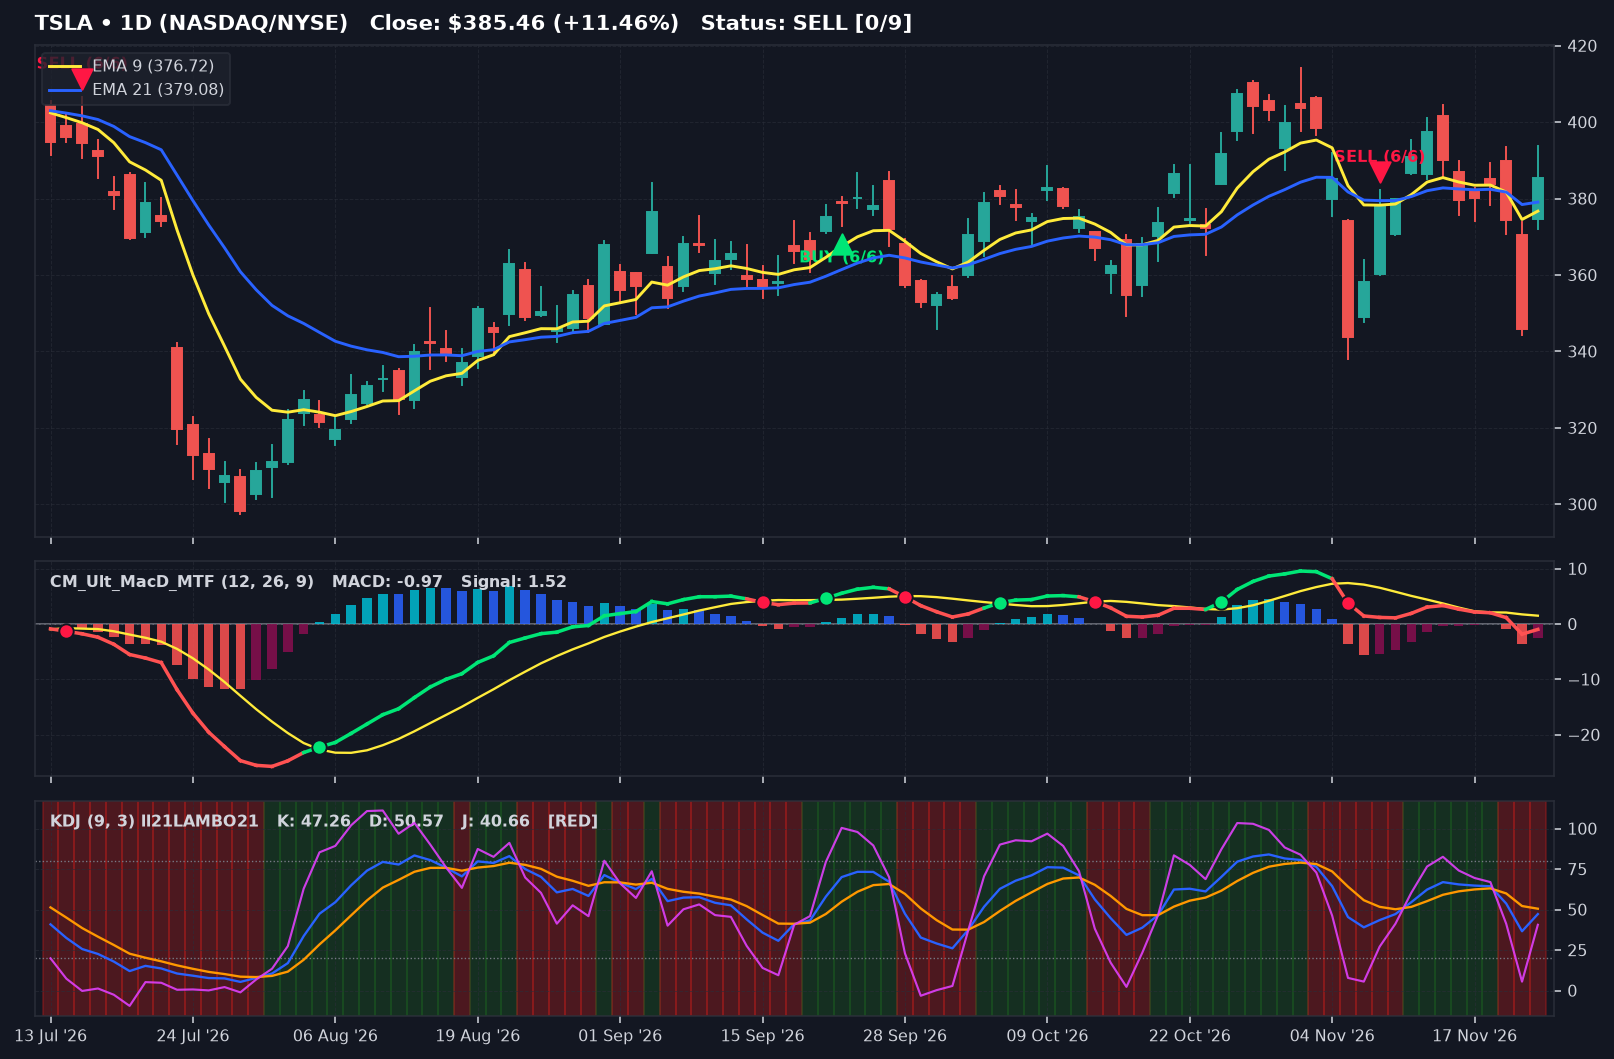 TSLA • 1D (NASDAQ/NYSE)   Close: $385.46 (+11.46%)   Status: SELL [0/9]
EMA 9 (376.72)
EMA 21 (379.08)
SELL (6/6)
BUY (6/6)
420
400
380
360
340
320
300
CM_Ult_MacD_MTF (12, 26, 9)   MACD: -0.97   Signal: 1.52
10
0
−10
−20
KDJ (9, 3) II21LAMBO21   K: 47.26   D: 50.57   J: 40.66   [RED]
100
75
50
25
0
13 Jul '26
24 Jul '26
06 Aug '26
19 Aug '26
01 Sep '26
15 Sep '26
28 Sep '26
09 Oct '26
22 Oct '26
04 Nov '26
17 Nov '26